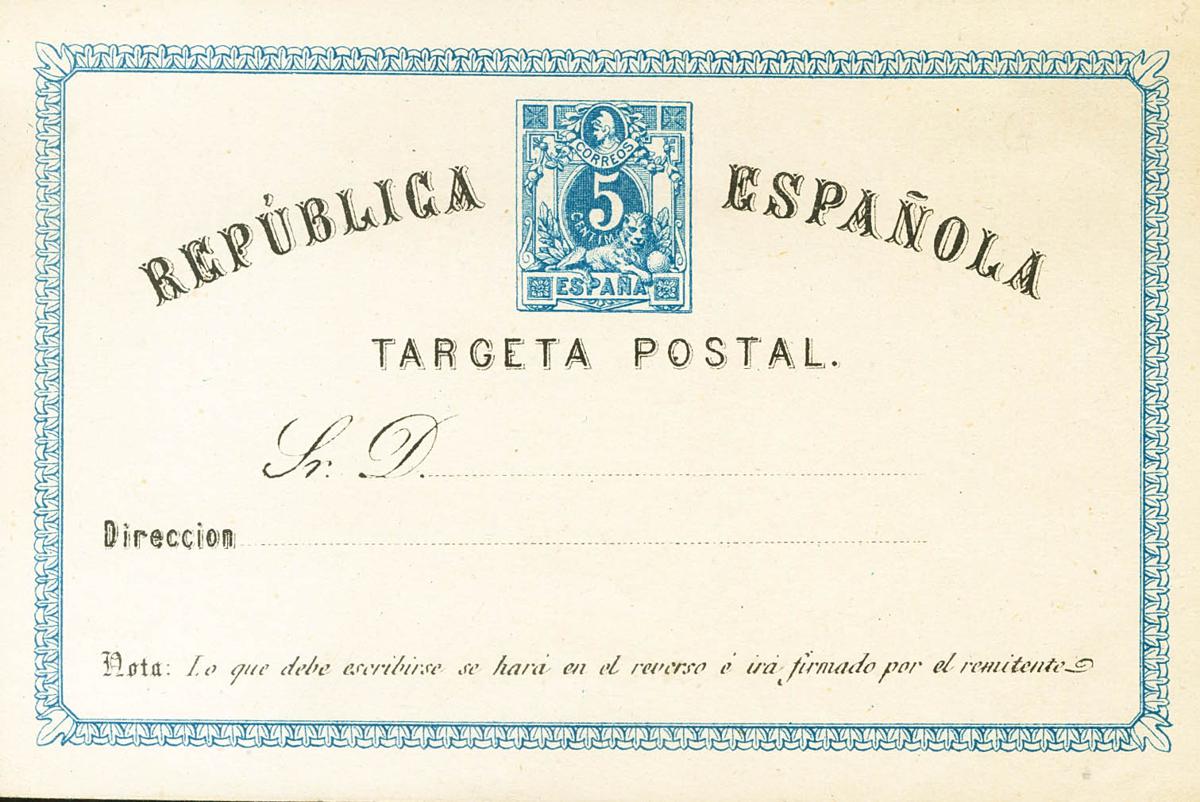 CORREOS
5
CENTIMOS
ESPAÑA
REPÚBLICA ESPAÑOLA
TARGETA POSTAL.
Sr. D.
Direccion
Nota: Lo que debe escribirse se hará en el reverso é irá firmado por el remitente